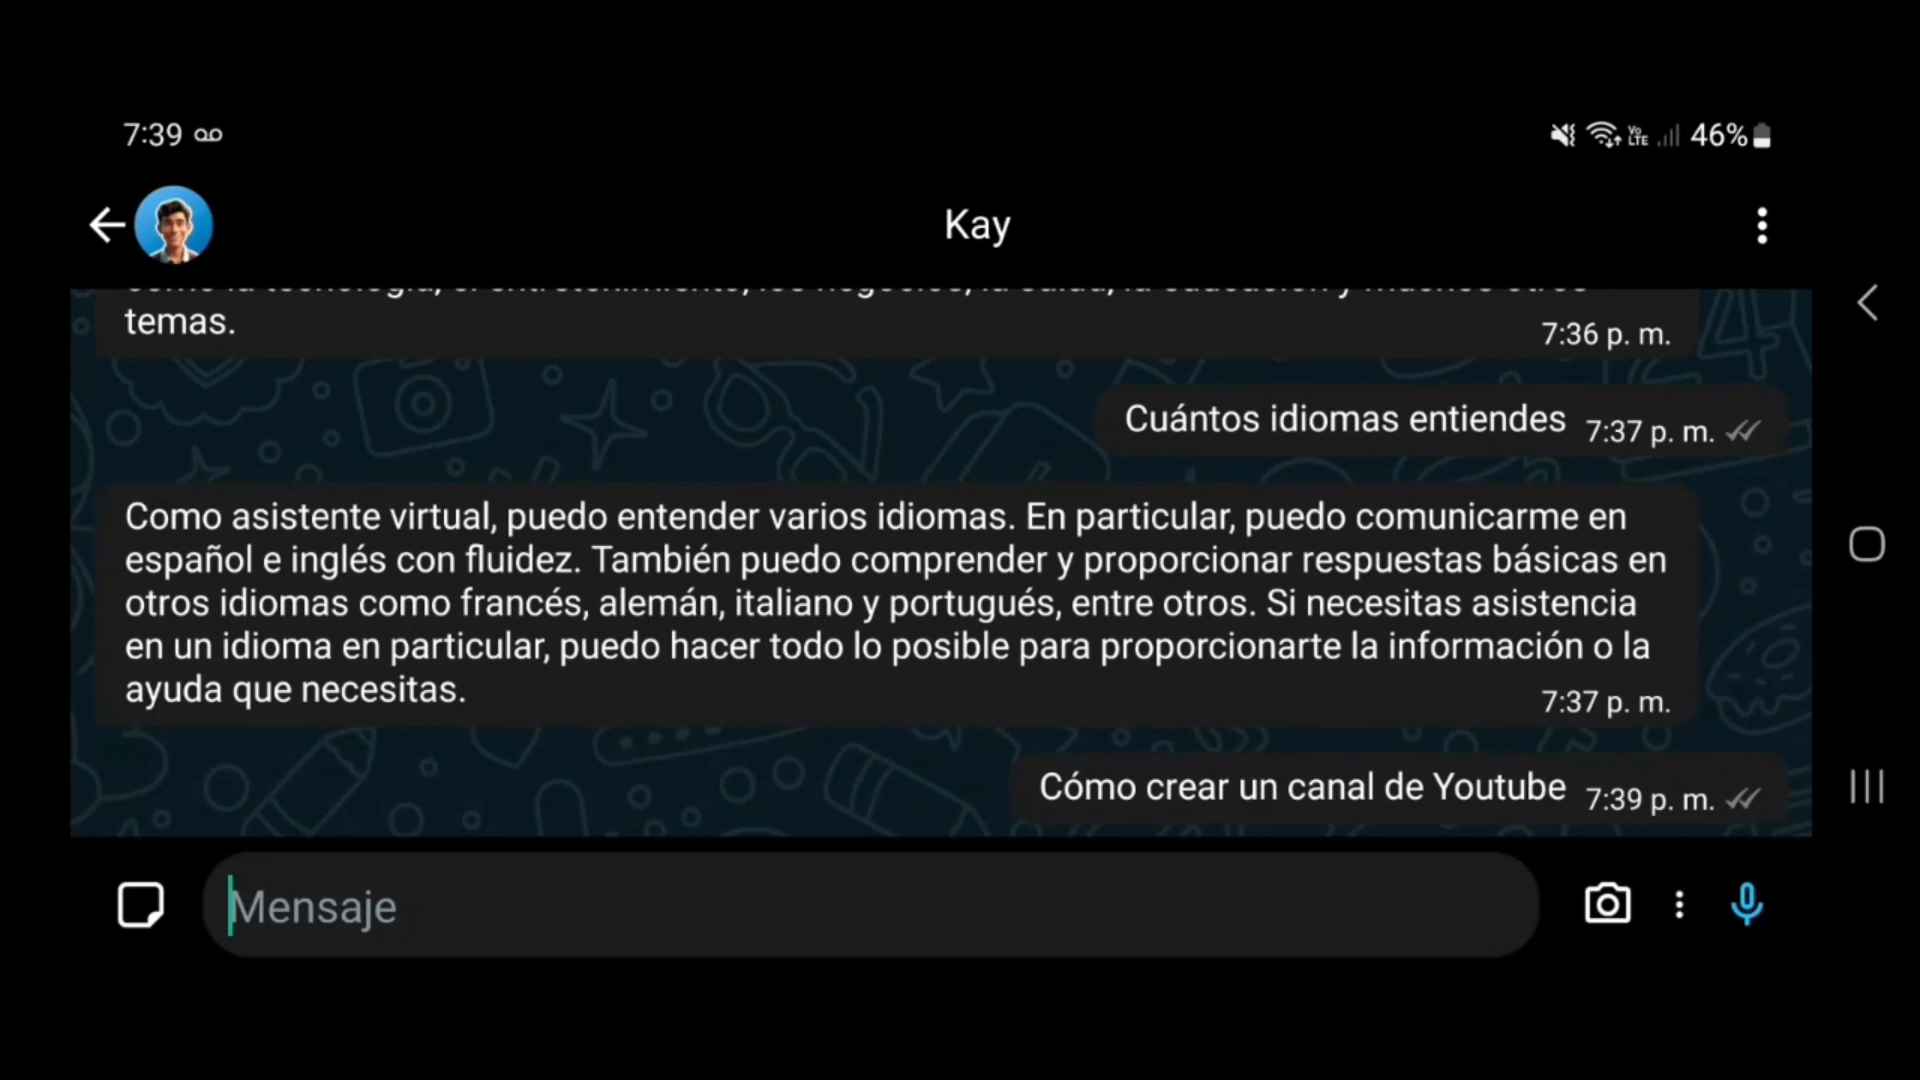 7:39
Vo LTE 46%
Kay
temas.
7:36 p. m.
Cuántos idiomas entiendes 7:37 p. m.
Como asistente virtual, puedo entender varios idiomas. En particular, puedo comunicarme en
español e inglés con fluidez. También puedo comprender y proporcionar respuestas básicas en
otros idiomas como francés, alemán, italiano y portugués, entre otros. Si necesitas asistencia
en un idioma en particular, puedo hacer todo lo posible para proporcionarte la información o la
ayuda que necesitas.
7:37 p. m.
Cómo crear un canal de Youtube 7:39 p. m.
Mensaje